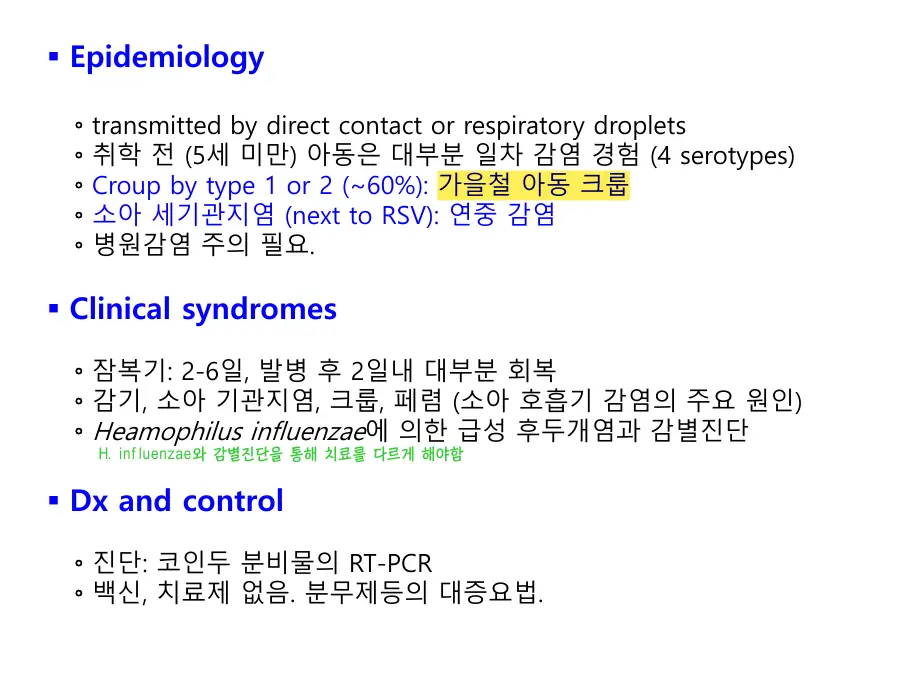 ▪ Epidemiology
∘ transmitted by direct contact or respiratory droplets
∘ 취학 전 (5세 미만) 아동은 대부분 일차 감염 경험 (4 serotypes)
∘ Croup by type 1 or 2 (~60%): 가을철 아동 크룹
∘ 소아 세기관지염 (next to RSV): 연중 감염
∘ 병원감염 주의 필요.
▪ Clinical syndromes
∘ 잠복기: 2-6일, 발병 후 2일내 대부분 회복
∘ 감기, 소아 기관지염, 크룹, 페렴 (소아 호흡기 감염의 주요 원인)
∘ Heamophilus influenzae에 의한 급성 후두개염과 감별진단
H. influenzae와 감별진단을 통해 치료를 다르게 해야함
▪ Dx and control
∘ 진단: 코인두 분비물의 RT-PCR
∘ 백신, 치료제 없음. 분무제등의 대증요법.